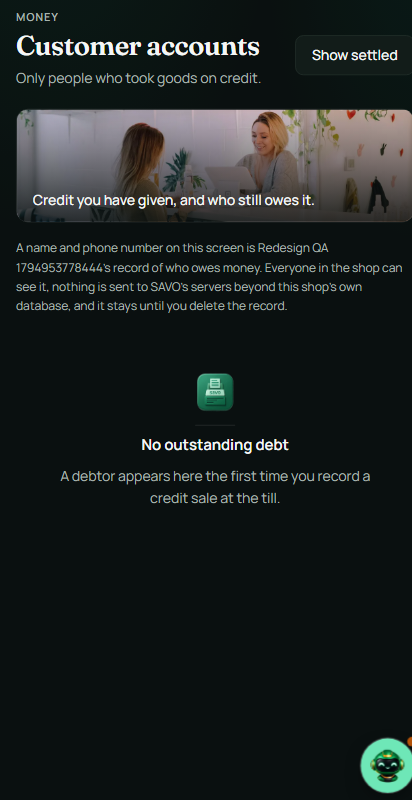 MONEY
Customer accounts
Show settled
Only people who took goods on credit.
Credit you have given, and who still owes it.
A name and phone number on this screen is Redesign QA
1794953778444's record of who owes money. Everyone in the shop can
see it, nothing is sent to SAVO's servers beyond this shop's own
database, and it stays until you delete the record.
No outstanding debt
A debtor appears here the first time you record a
credit sale at the till.